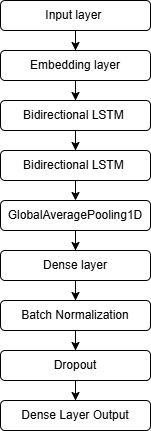 Input layer
Embedding layer
Bidirectional LSTM
Bidirectional LSTM
GlobalAveragePooling1D
Dense layer
Batch Normalization
Dropout
Dense Layer Output